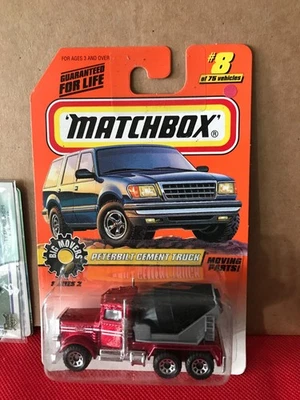 FOR AGES 3 AND OVER
GUARANTEED
FOR LIFE
#8
of 75 vehicles
'MATCHBOX'®
BIG MOVERS
SERIES 2
PETERBILT CEMENT TRUCK
MOVING
PARTS!